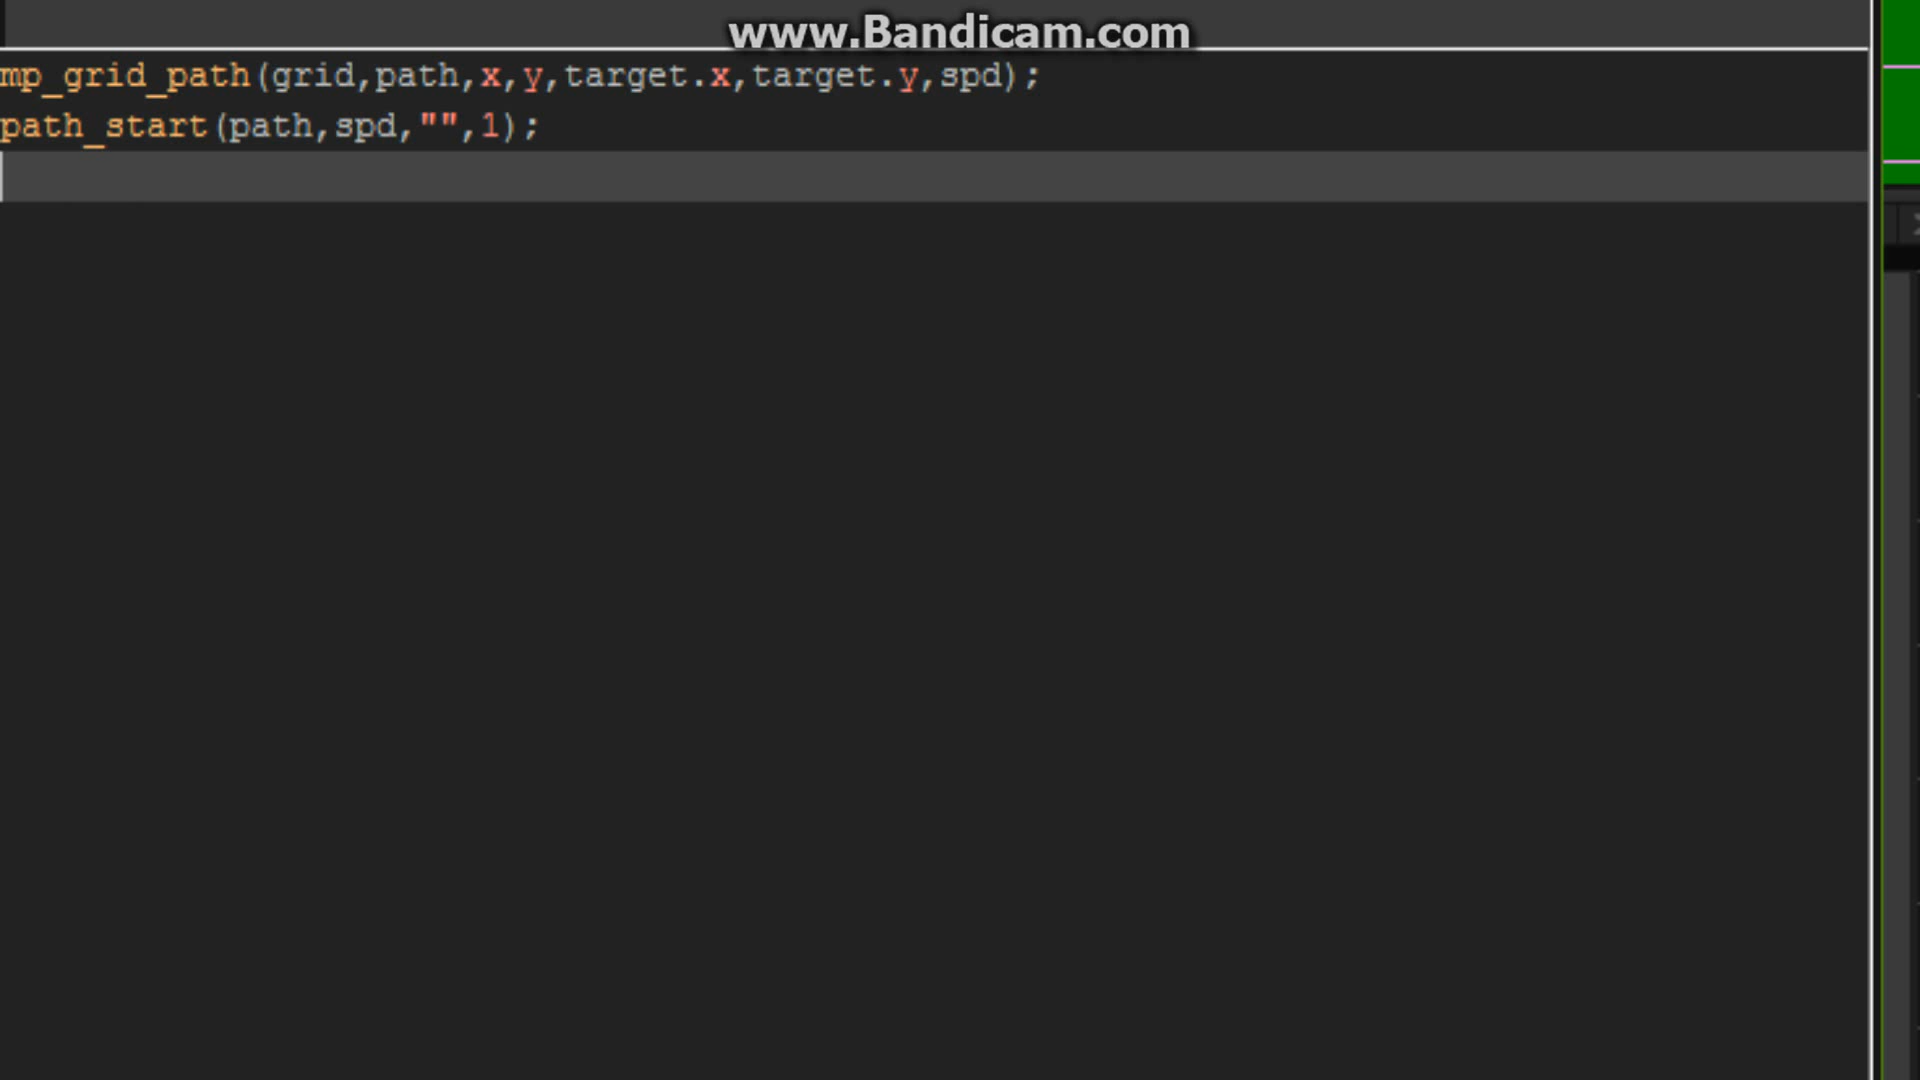 www.Bandicam.com
mp_grid_path(grid,path,x,y,target.x,target.y,spd);
path_start(path,spd,"",1);